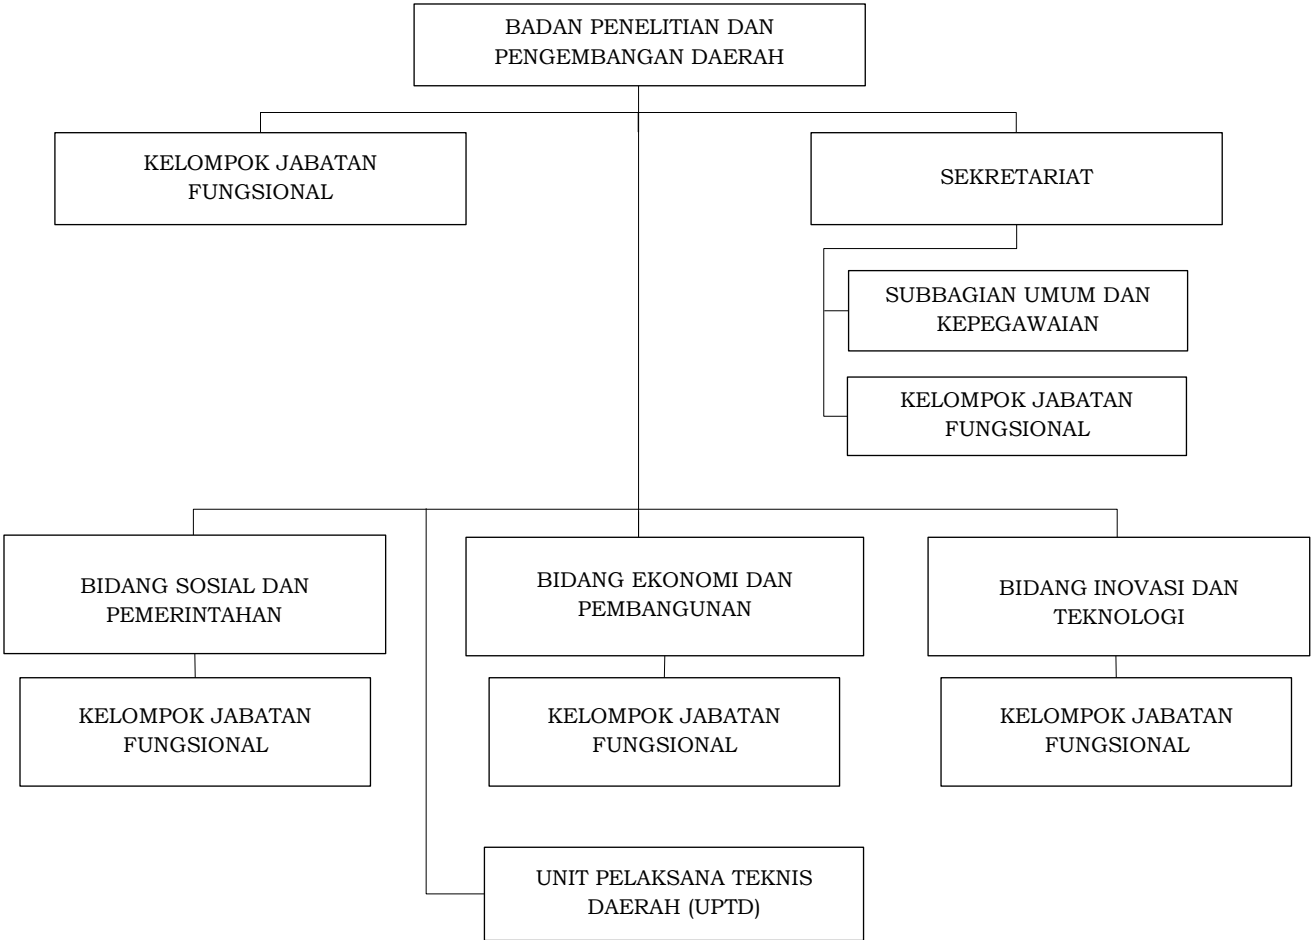 BADAN PENELITIAN DAN
PENGEMBANGAN DAERAH
KELOMPOK JABATAN
FUNGSIONAL
SEKRETARIAT
SUBBAGIAN UMUM DAN
KEPEGAWAIAN
KELOMPOK JABATAN
FUNGSIONAL
BIDANG SOSIAL DAN
PEMERINTAHAN
BIDANG EKONOMI DAN
PEMBANGUNAN
BIDANG INOVASI DAN
TEKNOLOGI
KELOMPOK JABATAN
FUNGSIONAL
KELOMPOK JABATAN
FUNGSIONAL
KELOMPOK JABATAN
FUNGSIONAL
UNIT PELAKSANA TEKNIS
DAERAH (UPTD)